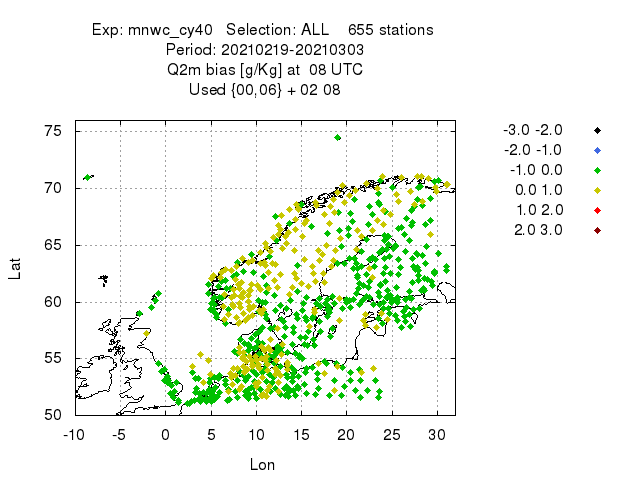 Exp: mnwc_cy40   Selection: ALL    655 stations
Period: 20210219-20210303
Q2m bias [g/Kg] at  08 UTC
Used {00,06} + 02 08
-3.0 -2.0
-2.0 -1.0
-1.0 0.0
0.0 1.0
1.0 2.0
2.0 3.0
75
70
65
60
55
50
Lat
-10 -5 0 5 10 15 20 25 30
Lon